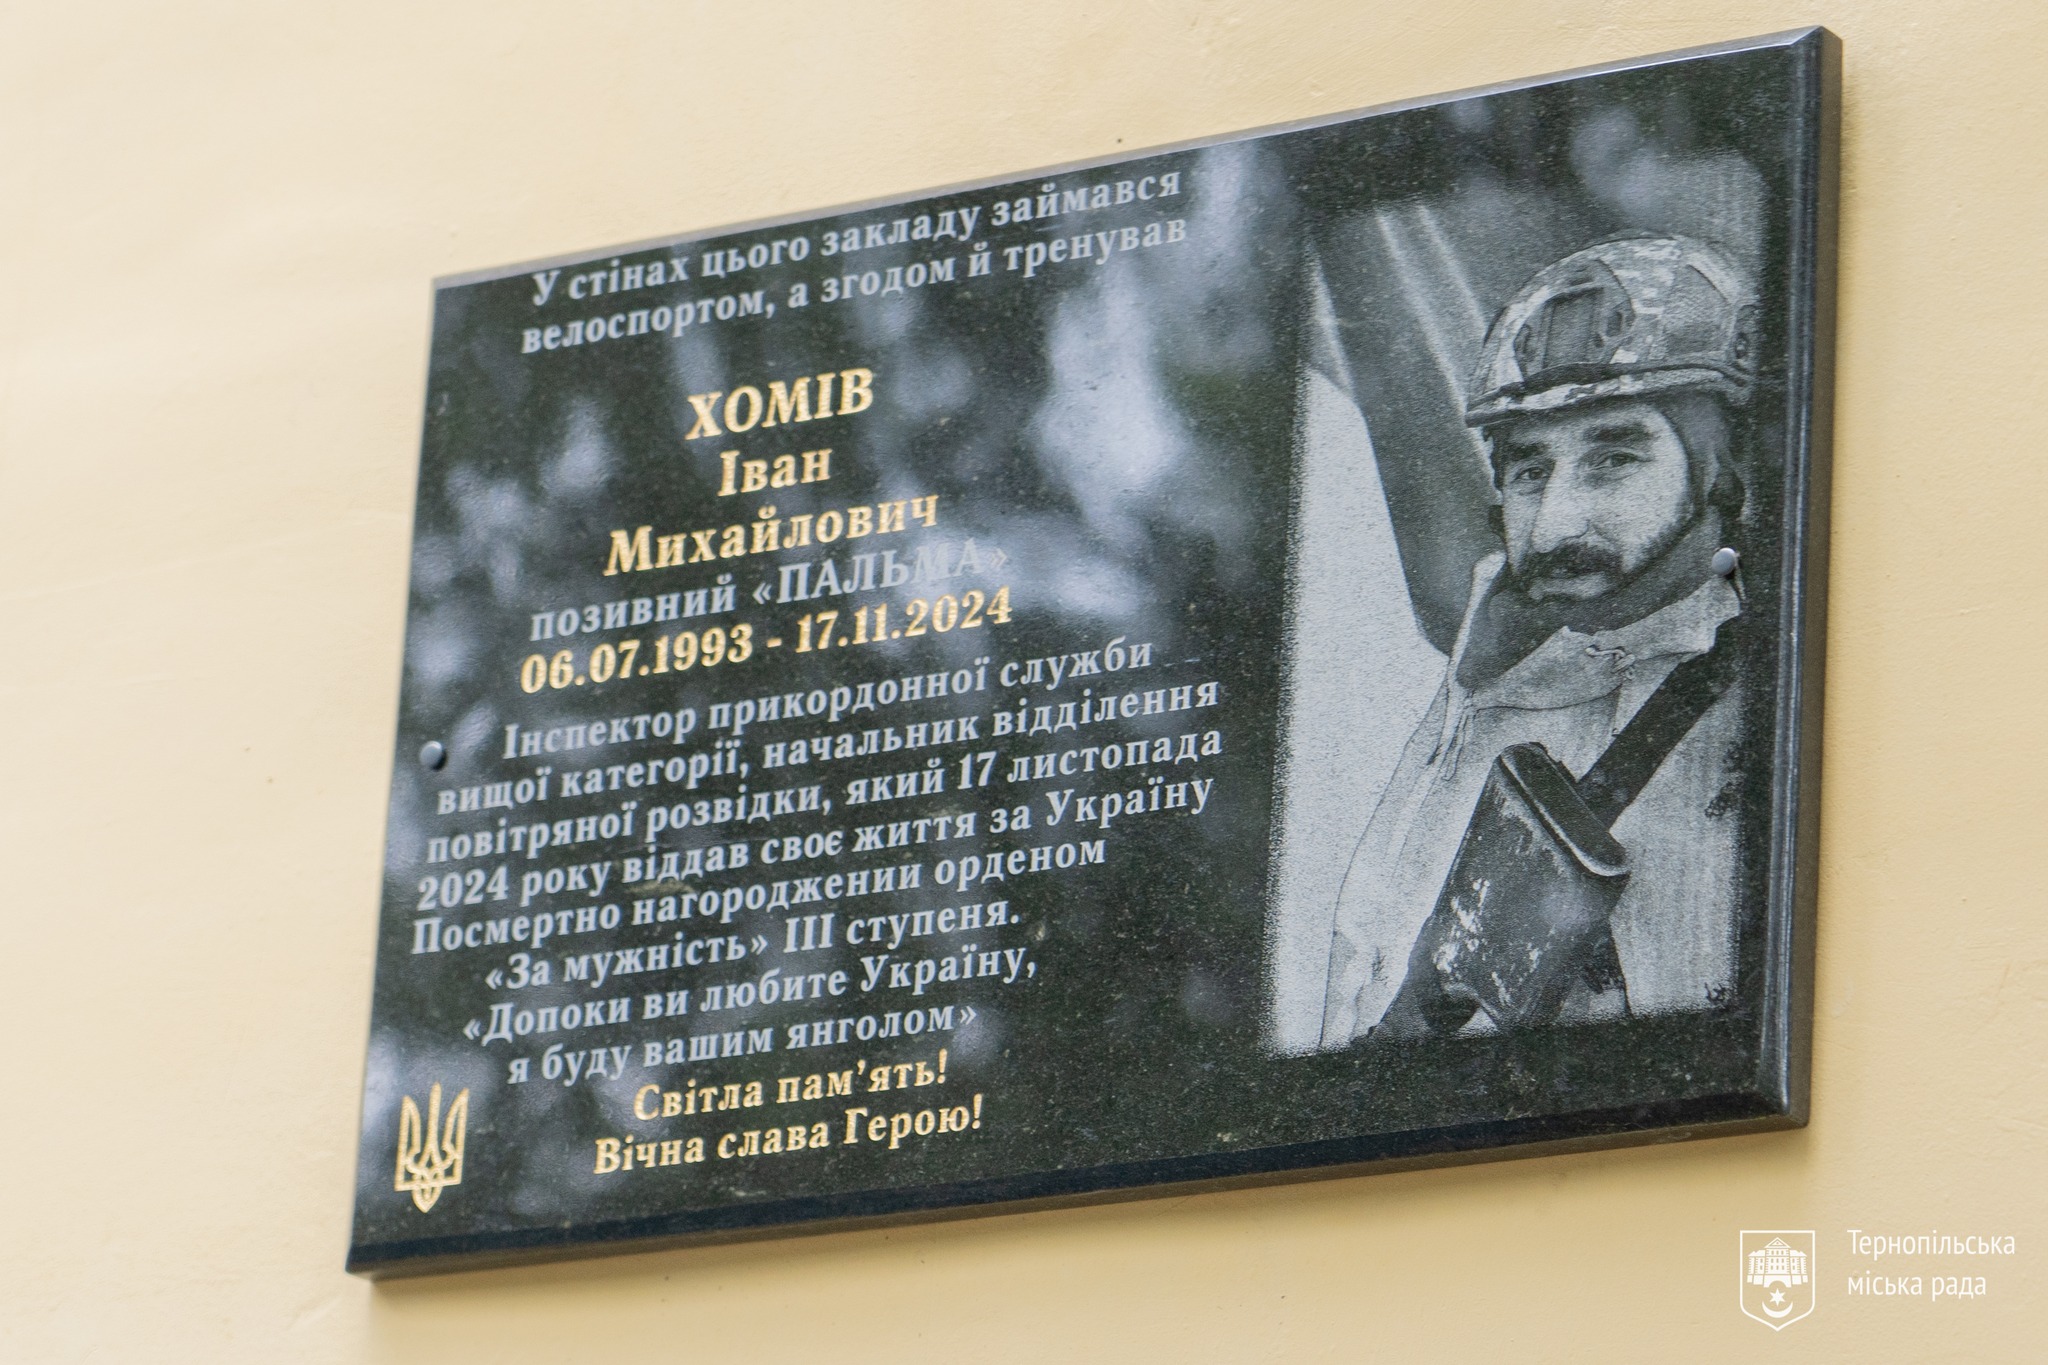 У стінах цього закладу займався
велоспортом, а згодом й тренував
ХОМІВ
Іван
Михайлович
позивний «ПАЛЬМА»
06.07.1993 - 17.11.2024
Інспектор прикордонної служби
вищої категорії, начальник відділення
повітряної розвідки, який 17 листопада
2024 року віддав своє життя за Україну
Посмертно нагороджении орденом
«За мужність» ІІІ ступеня.
«Допоки ви любите Україну,
я буду вашим янголом»
Світла пам’ять!
Вічна слава Герою!
Тернопільська
міська рада